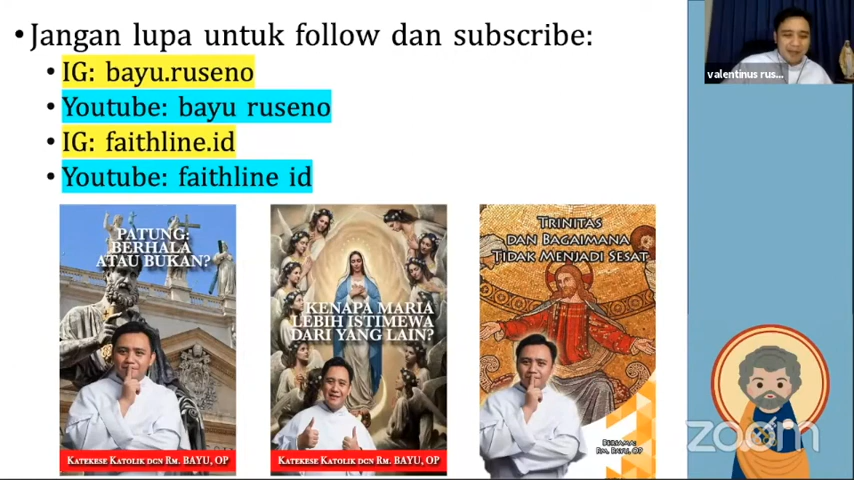 Jangan lupa untuk follow dan subscribe:
IG: bayu.ruseno
Youtube: bayu ruseno
IG: faithline.id
Youtube: faithline id
valentinus rus...
PATUNG:
BERHALA
ATAU BUKAN?
KATEKESE KATOLIK DGN RM. BAYU, OP
KENAPA MARIA
LEBIH ISTIMEWA
DARI YANG LAIN?
KATEKESE KATOLIK DGN RM. BAYU, OP
TRINITAS
DAN BAGAIMANA
TIDAK MENJADI SESAT
BERSAMA:
RM. BAYU, OP
zoom